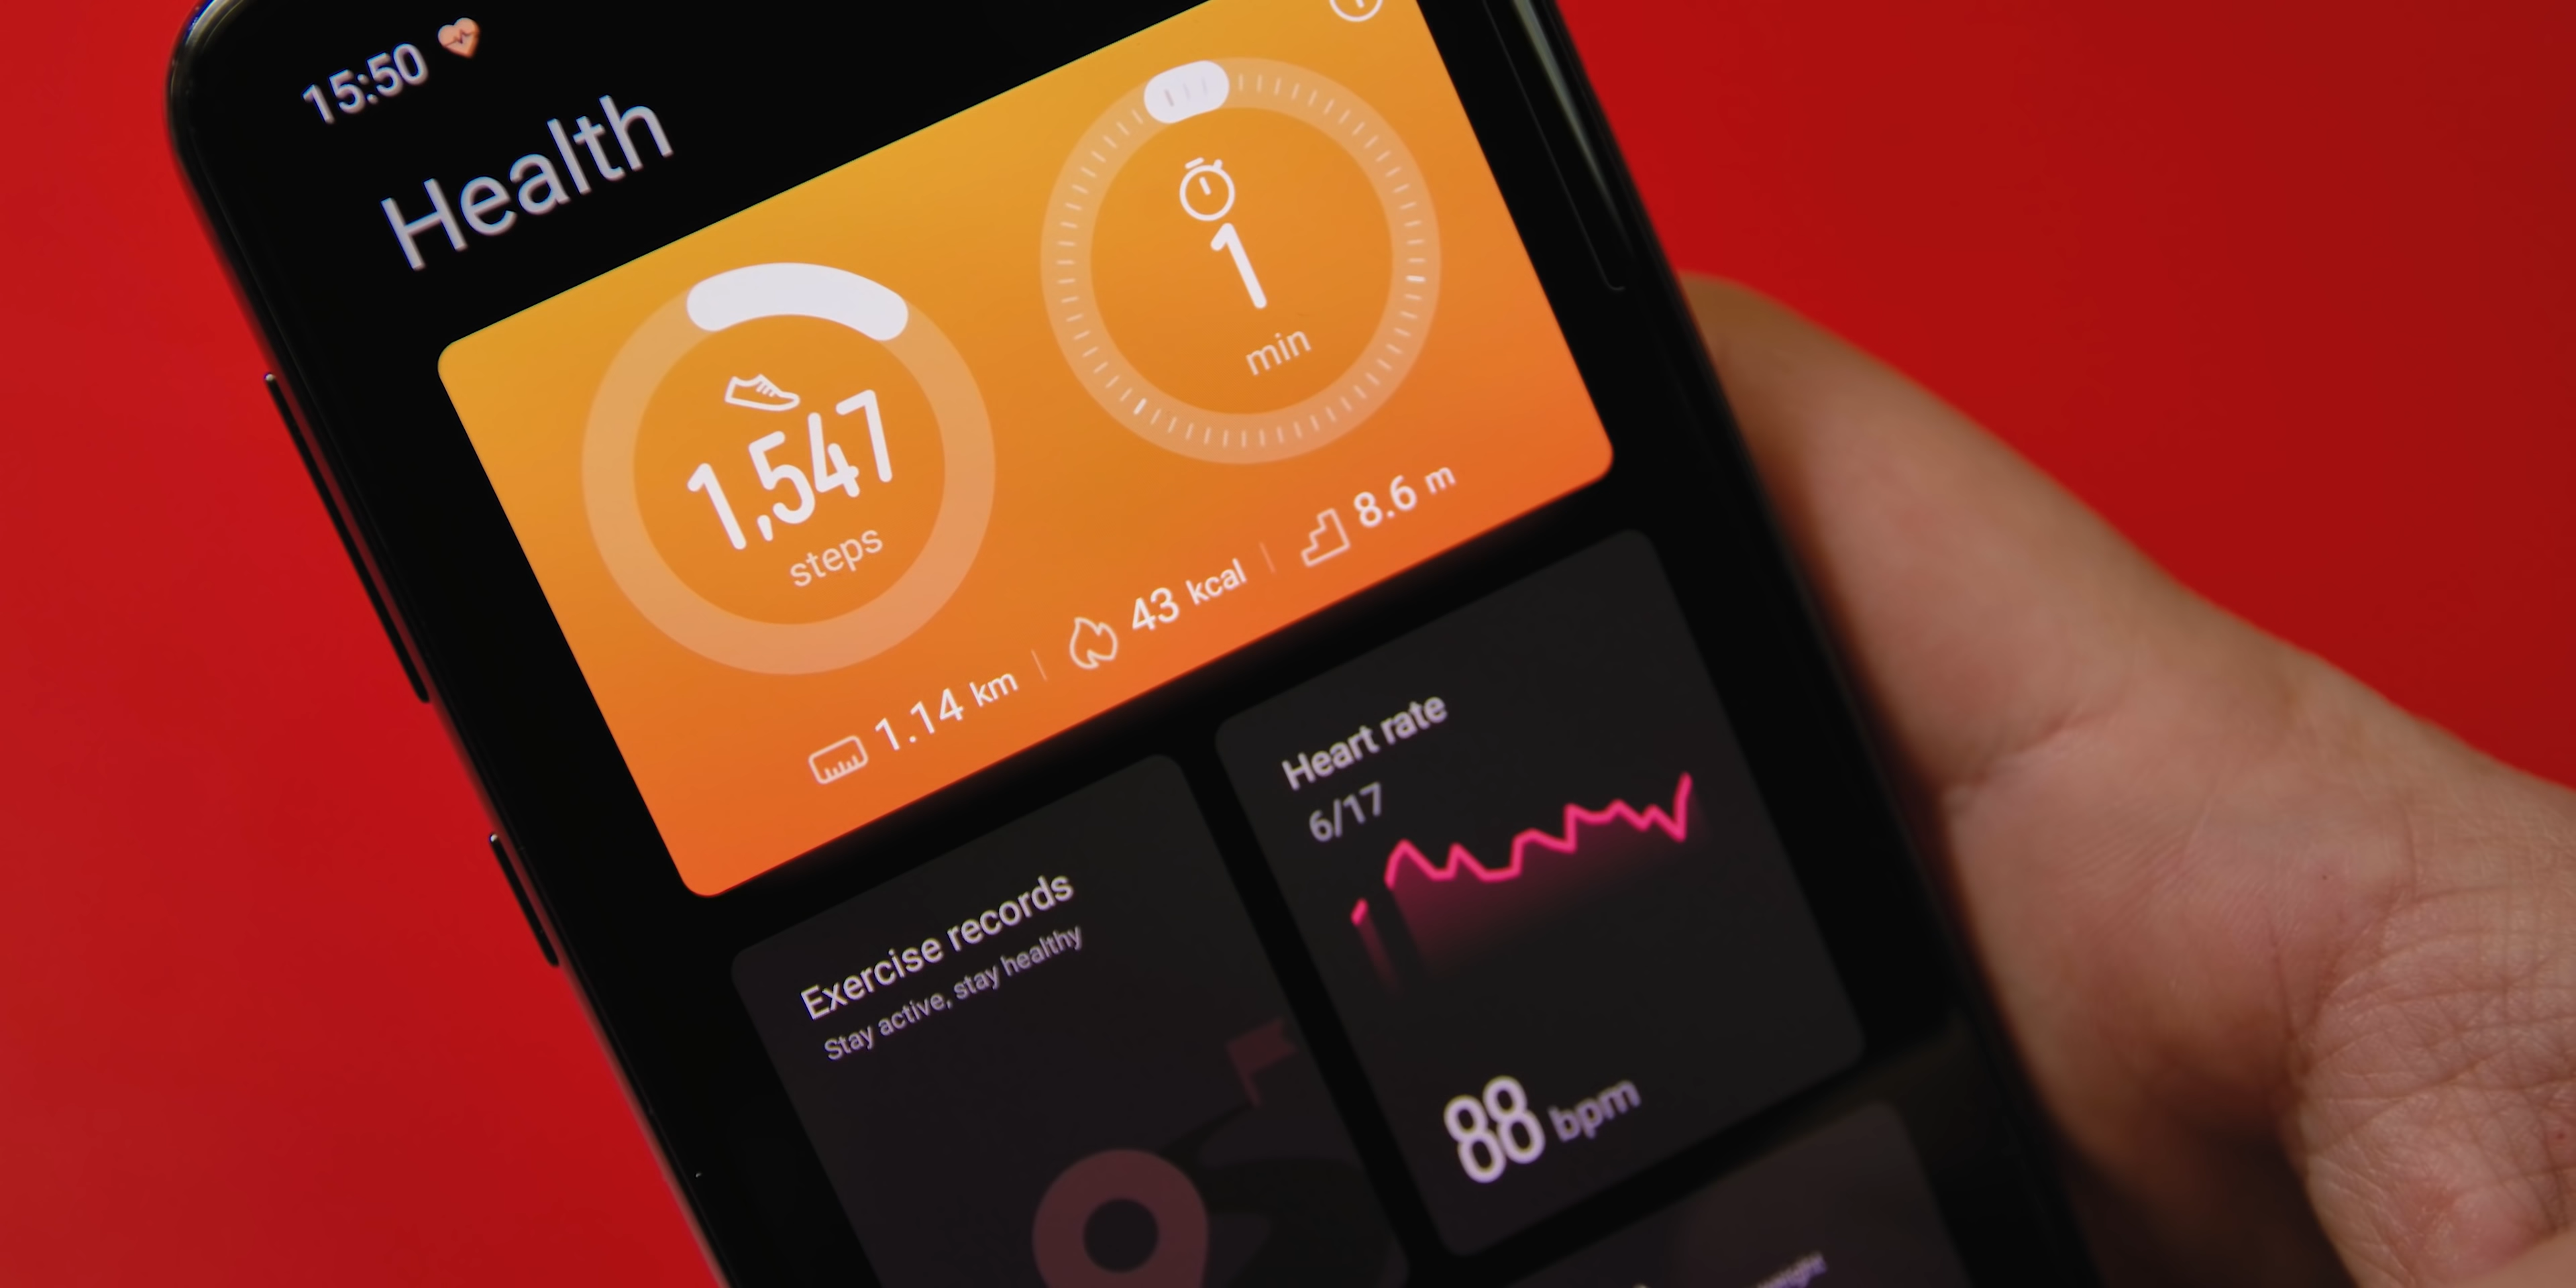 15:50
Health
1,547
steps
1
min
1.14 km
43 kcal
8.6 m
Exercise records
Stay active, stay healthy
Heart rate
6/17
88 bpm